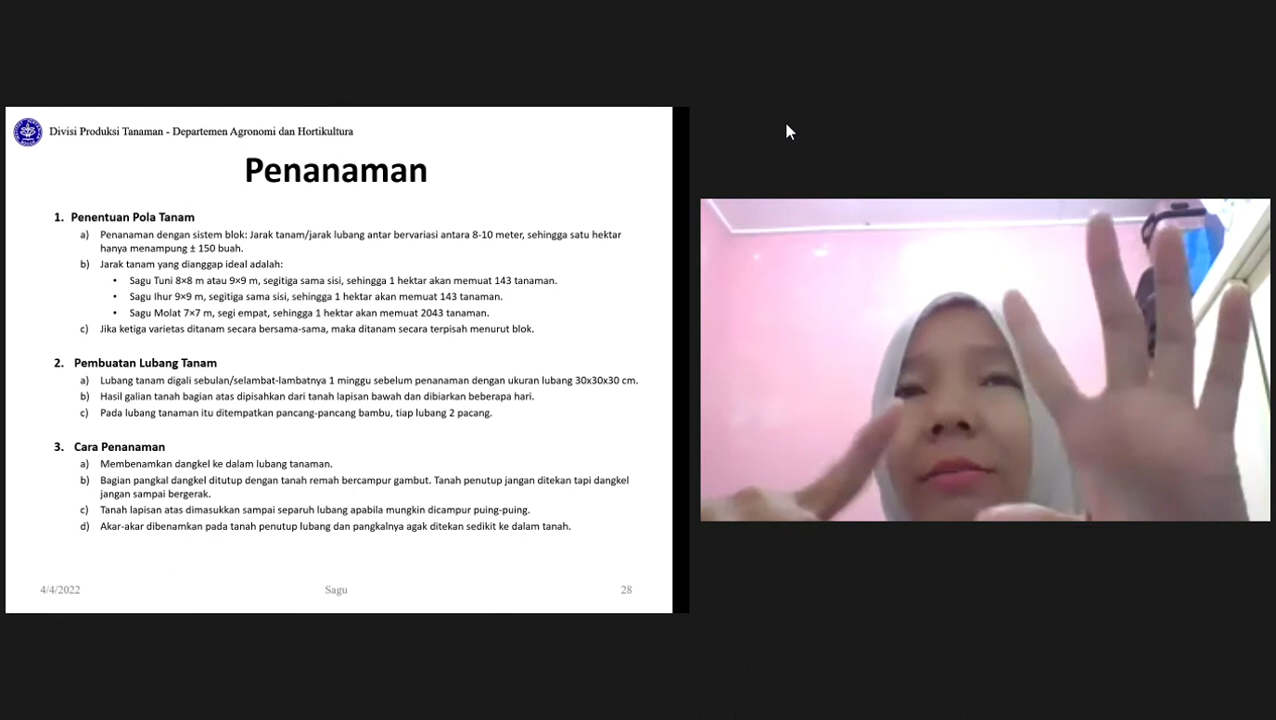 Divisi Produksi Tanaman - Departemen Agronomi dan Hortikultura
Penanaman
1. Penentuan Pola Tanam
a) Penanaman dengan sistem blok: Jarak tanam/jarak lubang antar bervariasi antara 8-10 meter, sehingga satu hektar
hanya menampung ± 150 buah.
b) Jarak tanam yang dianggap ideal adalah:
• Sagu Tuni 8×8 m atau 9×9 m, segitiga sama sisi, sehingga 1 hektar akan memuat 143 tanaman.
• Sagu Ihur 9×9 m, segitiga sama sisi, sehingga 1 hektar akan memuat 143 tanaman.
• Sagu Molat 7×7 m, segi empat, sehingga 1 hektar akan memuat 2043 tanaman.
c) Jika ketiga varietas ditanam secara bersama-sama, maka ditanam secara terpisah menurut blok.
2. Pembuatan Lubang Tanam
a) Lubang tanam digali sebulan/selambat-lambatnya 1 minggu sebelum penanaman dengan ukuran lubang 30x30x30 cm.
b) Hasil galian tanah bagian atas dipisahkan dari tanah lapisan bawah dan dibiarkan beberapa hari.
c) Pada lubang tanaman itu ditempatkan pancang-pancang bambu, tiap lubang 2 pacang.
3. Cara Penanaman
a) Membenamkan dangkel ke dalam lubang tanaman.
b) Bagian pangkal dangkel ditutup dengan tanah remah bercampur gambut. Tanah penutup jangan ditekan tapi dangkel
jangan sampai bergerak.
c) Tanah lapisan atas dimasukkan sampai separuh lubang apabila mungkin dicampur puing-puing.
d) Akar-akar dibenamkan pada tanah penutup lubang dan pangkalnya agak ditekan sedikit ke dalam tanah.
4/4/2022
Sagu
28